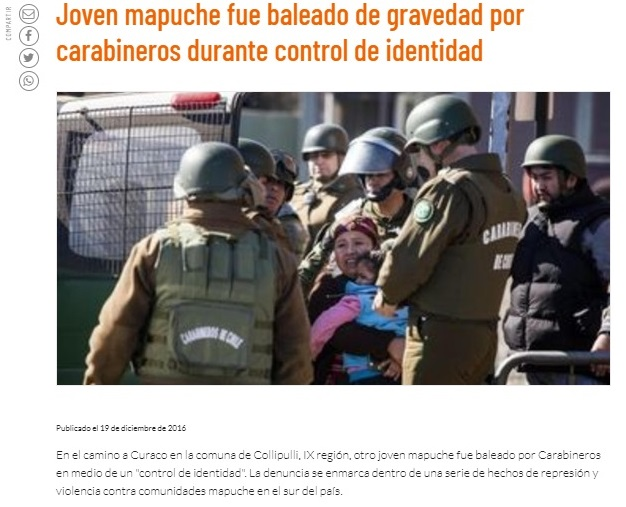 COMPARTIR
Joven mapuche fue baleado de gravedad por
carabineros durante control de identidad
CARABINEROS DE CHILE
CARABINEROS
DE
Publicado el 19 de diciembre de 2016
En el camino a Curaco en la comuna de Collipulli, IX región, otro joven mapuche fue baleado por Carabineros
en medio de un "control de identidad". La denuncia se enmarca dentro de una serie de hechos de represión y
violencia contra comunidades mapuche en el sur del país.